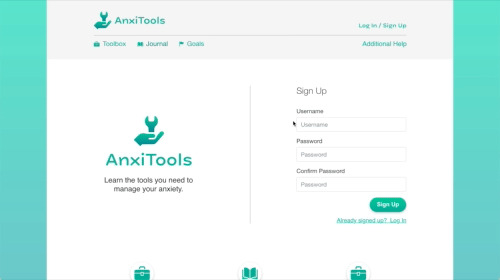 AnxiTools
Log In / Sign Up
Toolbox
Journal
Goals
Additional Help
Sign Up
Username
Username
Password
Password
Confirm Password
Password
Sign Up
Already signed up? Log In
AnxiTools
Learn the tools you need to
manage your anxiety.